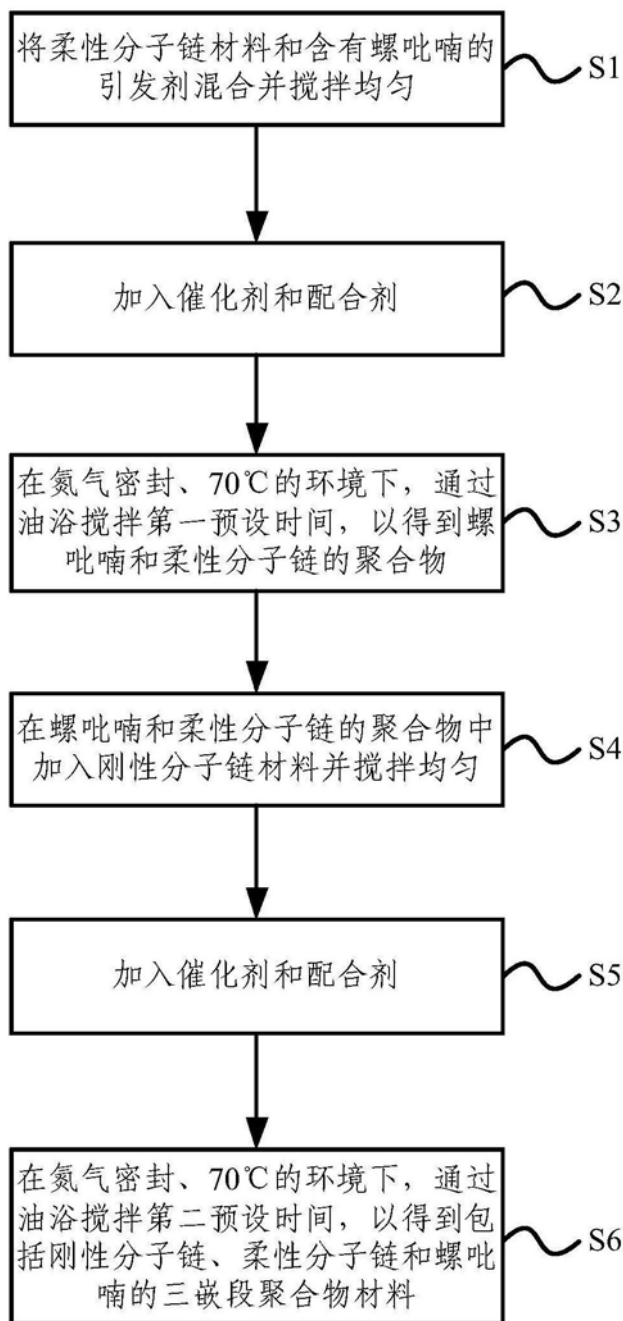 将柔性分子链材料和含有螺吡喃的
引发剂混合并搅拌均匀
S1
加入催化剂和配合剂
S2
在氮气密封、70℃的环境下，通过
油浴搅拌第一预设时间，以得到螺
吡喃和柔性分子链的聚合物
S3
在螺吡喃和柔性分子链的聚合物中
加入刚性分子链材料并搅拌均匀
S4
加入催化剂和配合剂
S5
在氮气密封、70℃的环境下，通过
油浴搅拌第二预设时间，以得到包
括刚性分子链、柔性分子链和螺吡
喃的三嵌段聚合物材料
S6